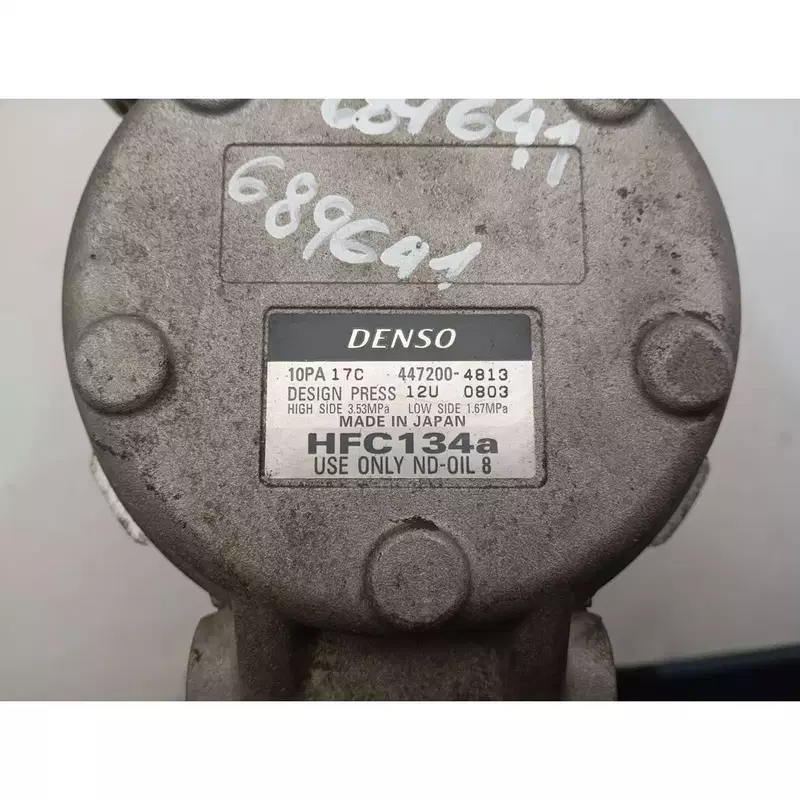 689641
689641
DENSO
10PA 17C 447200-4813
DESIGN PRESS 12U 0803
HIGH SIDE 3.53MPa LOW SIDE 1.67MPa
MADE IN JAPAN
HFC134a
USE ONLY ND-OIL 8